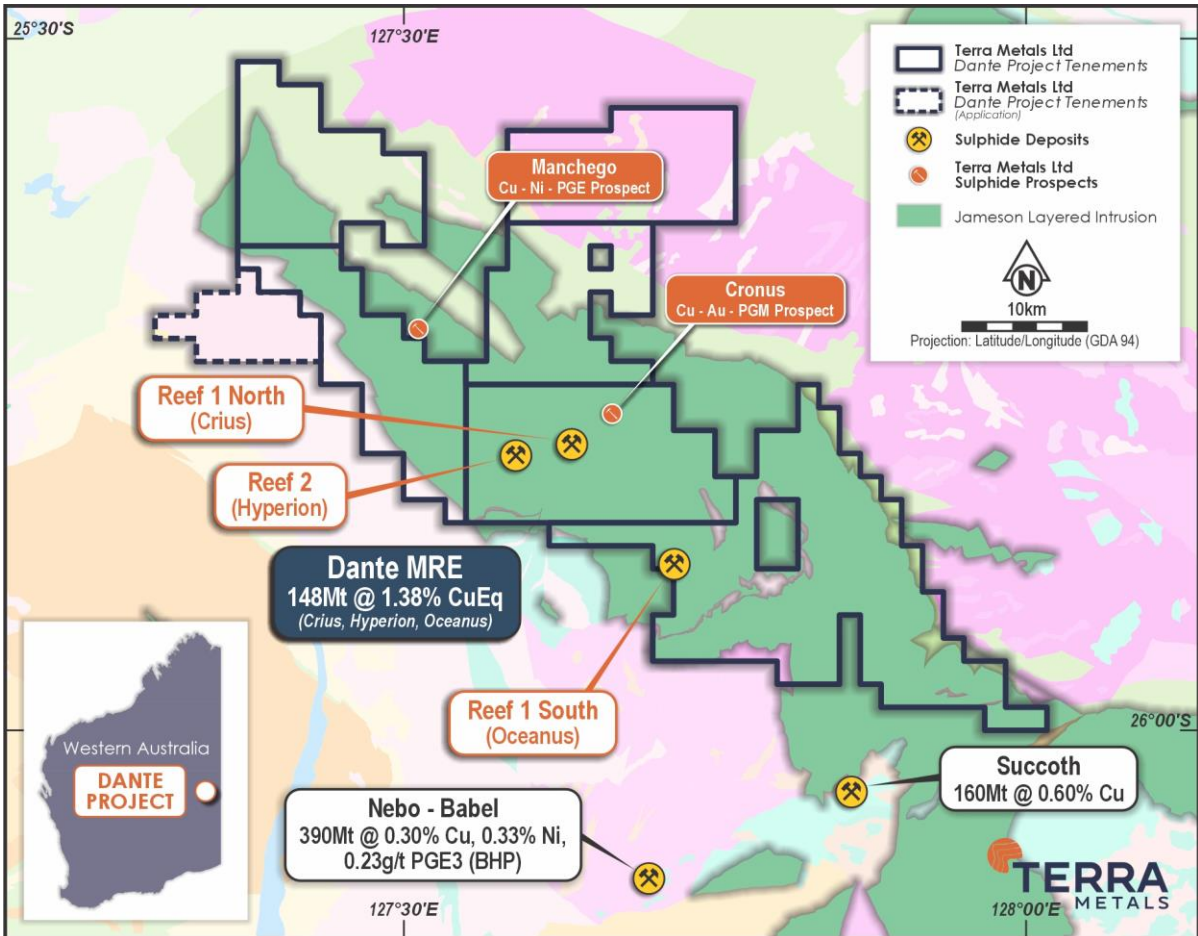 25°30'S
127°30'E
Terra Metals Ltd
Dante Project Tenements
Terra Metals Ltd
Dante Project Tenements
(Application)
Sulphide Deposits
Terra Metals Ltd
Sulphide Prospects
Jameson Layered Intrusion
N
10km
Projection: Latitude/Longitude (GDA 94)
Manchego
Cu - Ni - PGE Prospect
Cronus
Cu - Au - PGM Prospect
Reef 1 North
(Crius)
Reef 2
(Hyperion)
Dante MRE
148Mt @ 1.38% CuEq
(Crius, Hyperion, Oceanus)
Reef 1 South
(Oceanus)
26°00'S
Western Australia
DANTE
PROJECT
Nebo - Babel
390Mt @ 0.30% Cu, 0.33% Ni,
0.23g/t PGE3 (BHP)
Succoth
160Mt @ 0.60% Cu
TERRA
METALS
127°30'E
128°00'E